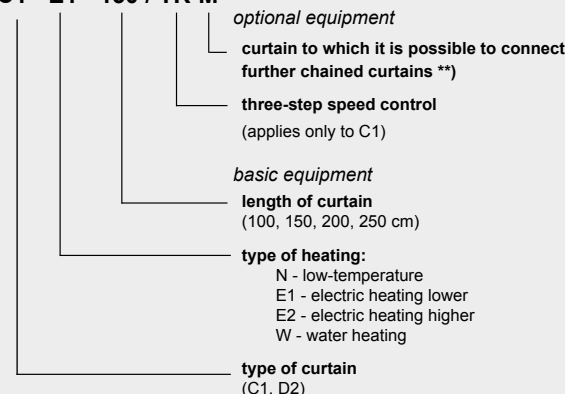 optional equipment
curtain to which it is possible to connect
further chained curtains **)
three-step speed control
(applies only to C1)
basic equipment
length of curtain
(100, 150, 200, 250 cm)
type of heating:
N - low-temperature
E1 - electric heating lower
E2 - electric heating higher
W - water heating
type of curtain
(C1, D2)